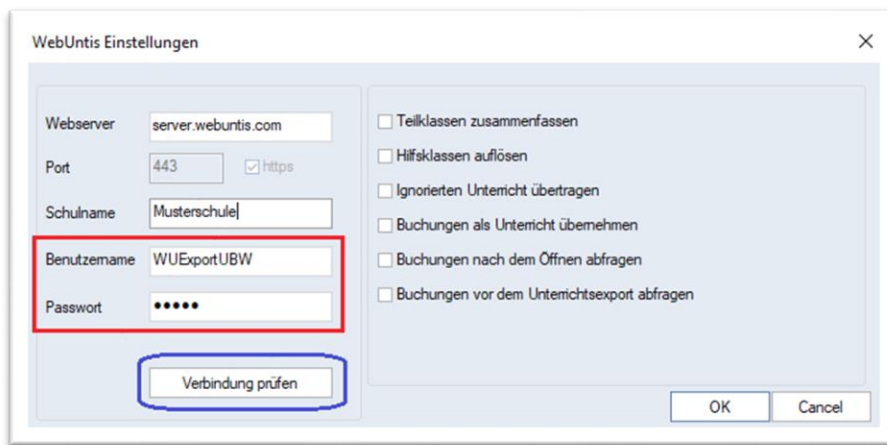 WebUntis Einstellungen
Webserver server.webuntis.com
Port 443 https
Schulname Musterschule
Benutzername WUExportUBW
Passwort •••••
Verbindung prüfen
Teilklassen zusammenfassen
Hilfsklassen auflösen
Ignorierten Unterricht übertragen
Buchungen als Unterricht übernehmen
Buchungen nach dem Öffnen abfragen
Buchungen vor dem Unterrichtsexport abfragen
OK Cancel